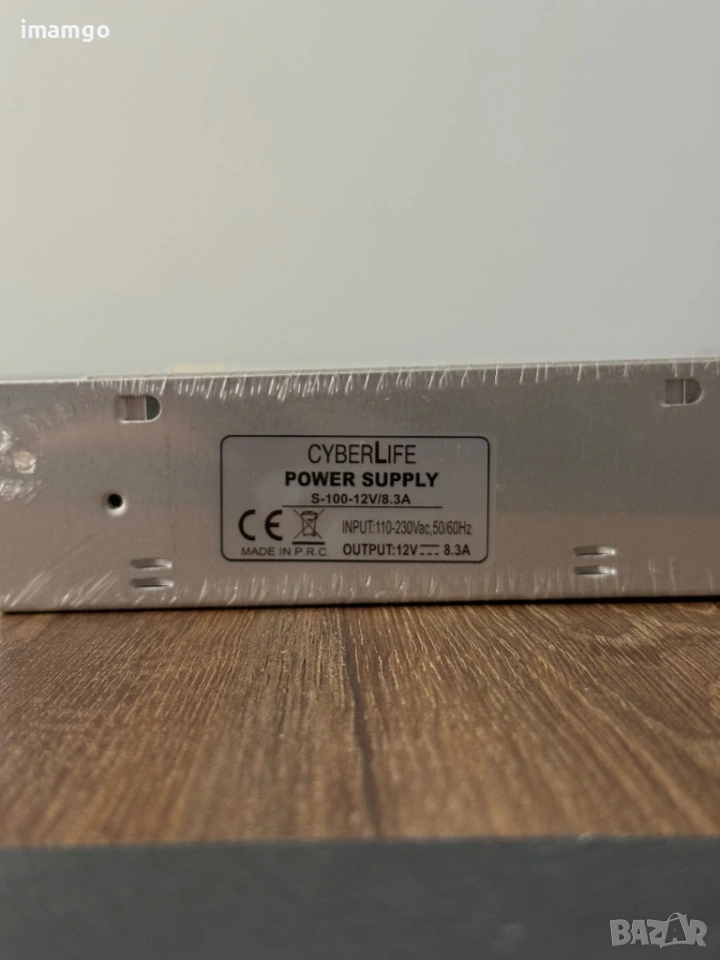 imamgo
CYBERLIFE
POWER SUPPLY
S-100-12V/8.3A
CE
INPUT:110-230Vac,50/60Hz
MADE IN P.R.C.
OUTPUT:12V⎓8.3A
BAZAR